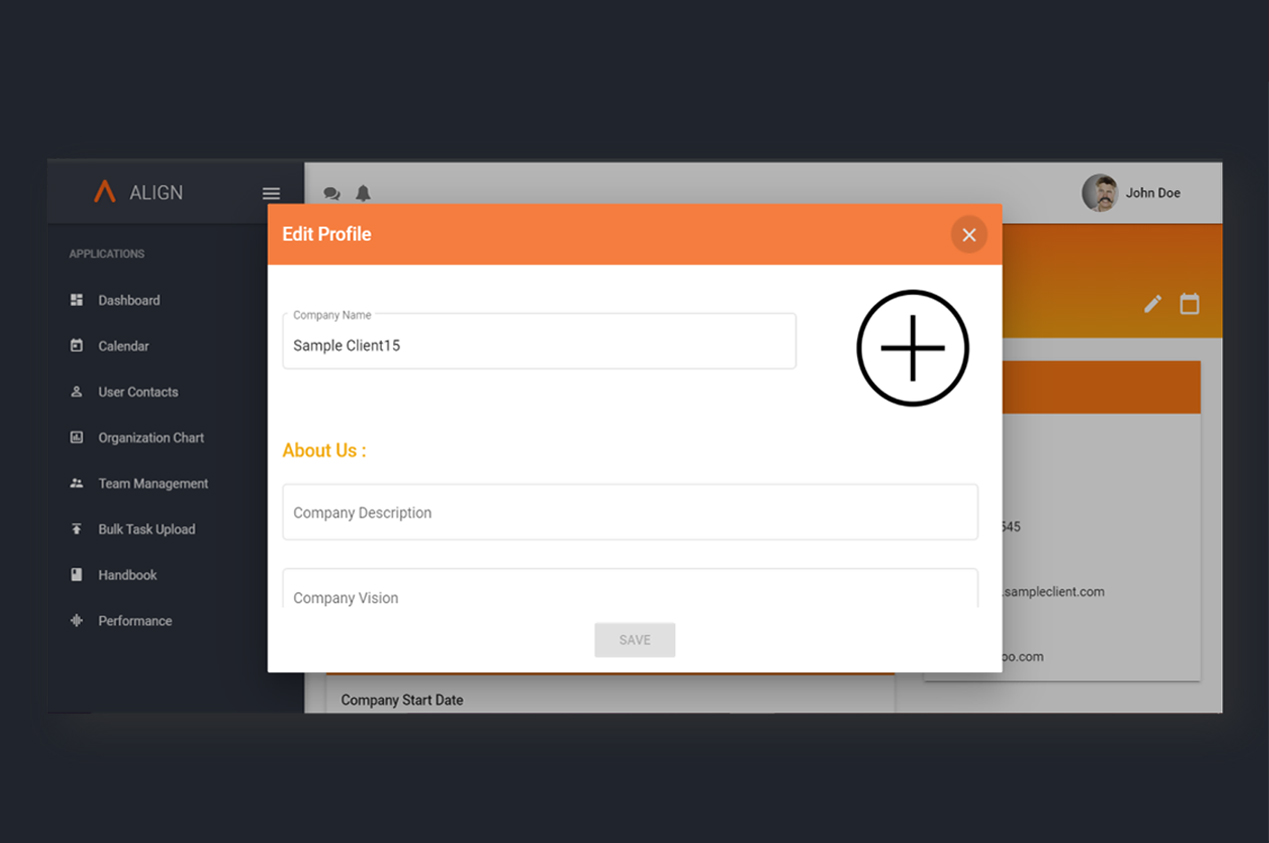 ALIGN
John Doe
APPLICATIONS
Dashboard
Calendar
User Contacts
Organization Chart
Team Management
Bulk Task Upload
Handbook
Performance
Edit Profile
Company Name
Sample Client15
About Us :
Company Description
Company Vision
SAVE
545
.sampleclient.com
oo.com
Company Start Date